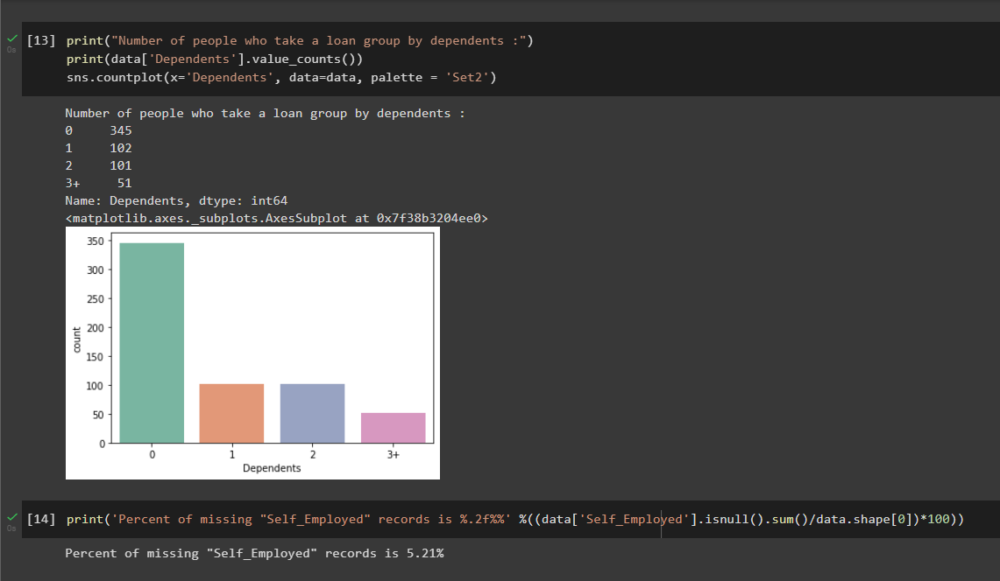 [13] print("Number of people who take a loan group by dependents :")
print(data['Dependents'].value_counts())
sns.countplot(x='Dependents', data=data, palette = 'Set2')
0s
Number of people who take a loan group by dependents :
0 345
1 102
2 101
3+ 51
Name: Dependents, dtype: int64
<matplotlib.axes._subplots.AxesSubplot at 0x7f38b3204ee0>
350
300
250
200
150
100
50
0
count
0 1 2 3+
Dependents
[14] print('Percent of missing "Self_Employed" records is %.2f%%' %((data['Self_Employed'].isnull().sum()/data.shape[0])*100))
0s
Percent of missing "Self_Employed" records is 5.21%